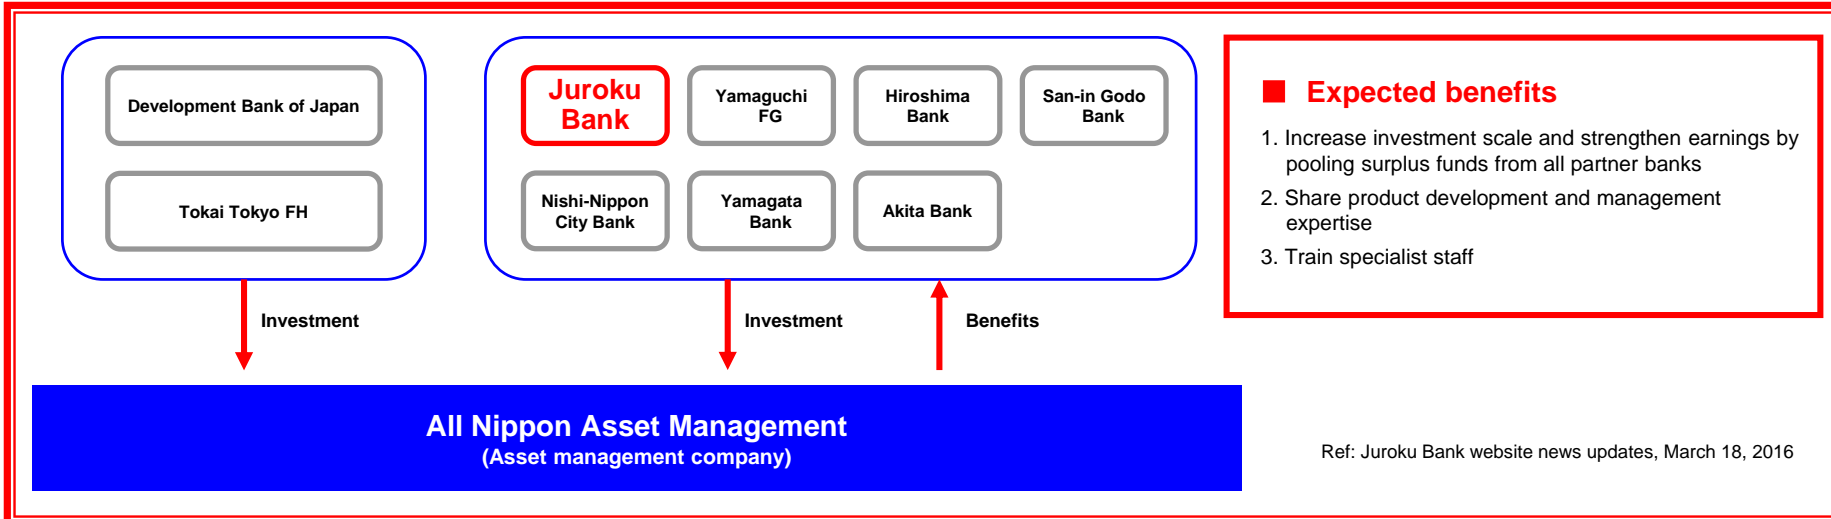 Development Bank of Japan
Tokai Tokyo FH
Juroku
Bank
Yamaguchi
FG
Hiroshima
Bank
San-in Godo
Bank
Nishi-Nippon
City Bank
Yamagata
Bank
Akita Bank
■ Expected benefits
1. Increase investment scale and strengthen earnings by
pooling surplus funds from all partner banks
2. Share product development and management
expertise
3. Train specialist staff
Investment
Investment
Benefits
All Nippon Asset Management
(Asset management company)
Ref: Juroku Bank website news updates, March 18, 2016